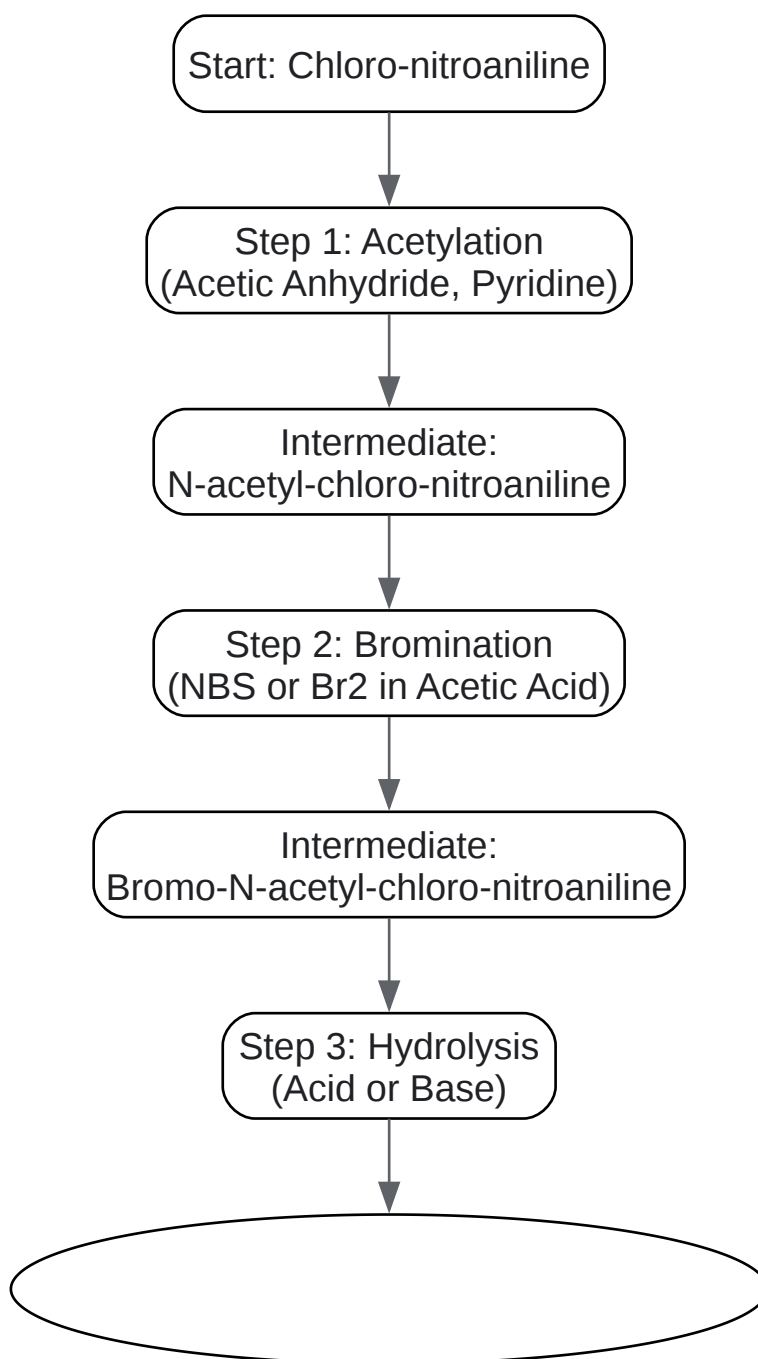 Start: Chloro-nitroaniline
Step 1: Acetylation
(Acetic Anhydride, Pyridine)
Intermediate:
N-acetyl-chloro-nitroaniline
Step 2: Bromination
(NBS or Br2 in Acetic Acid)
Intermediate:
Bromo-N-acetyl-chloro-nitroaniline
Step 3: Hydrolysis
(Acid or Base)